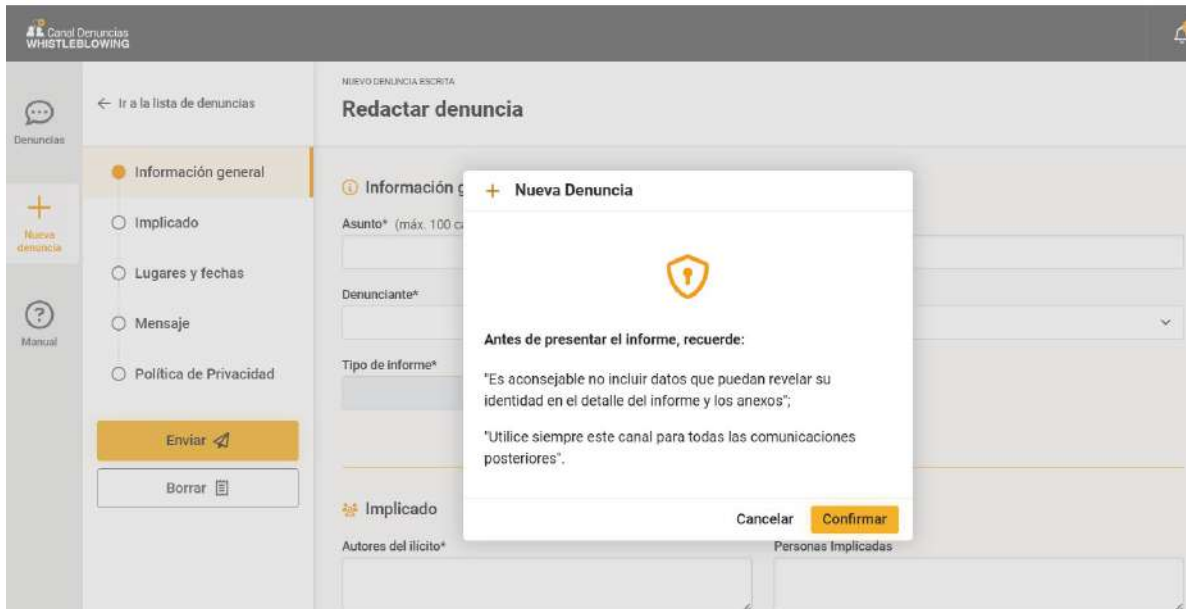 Canal Denuncias
WHISTLEBLOWING
Denuncias
Nueva
denuncia
Manual
← Ir a la lista de denuncias
Información general
Implicado
Lugares y fechas
Mensaje
Política de Privacidad
Enviar
Borrar
NUEVO DENUNCIA ESCRITA
Redactar denuncia
Información g
Asunto* (máx. 100 ca
Denunciante*
Tipo de informe*
+ Nueva Denuncia
Antes de presentar el informe, recuerde:
"Es aconsejable no incluir datos que puedan revelar su
identidad en el detalle del informe y los anexos";
"Utilice siempre este canal para todas las comunicaciones
posteriores".
Cancelar
Confirmar
Implicado
Autores del ilícito*
Personas Implicadas